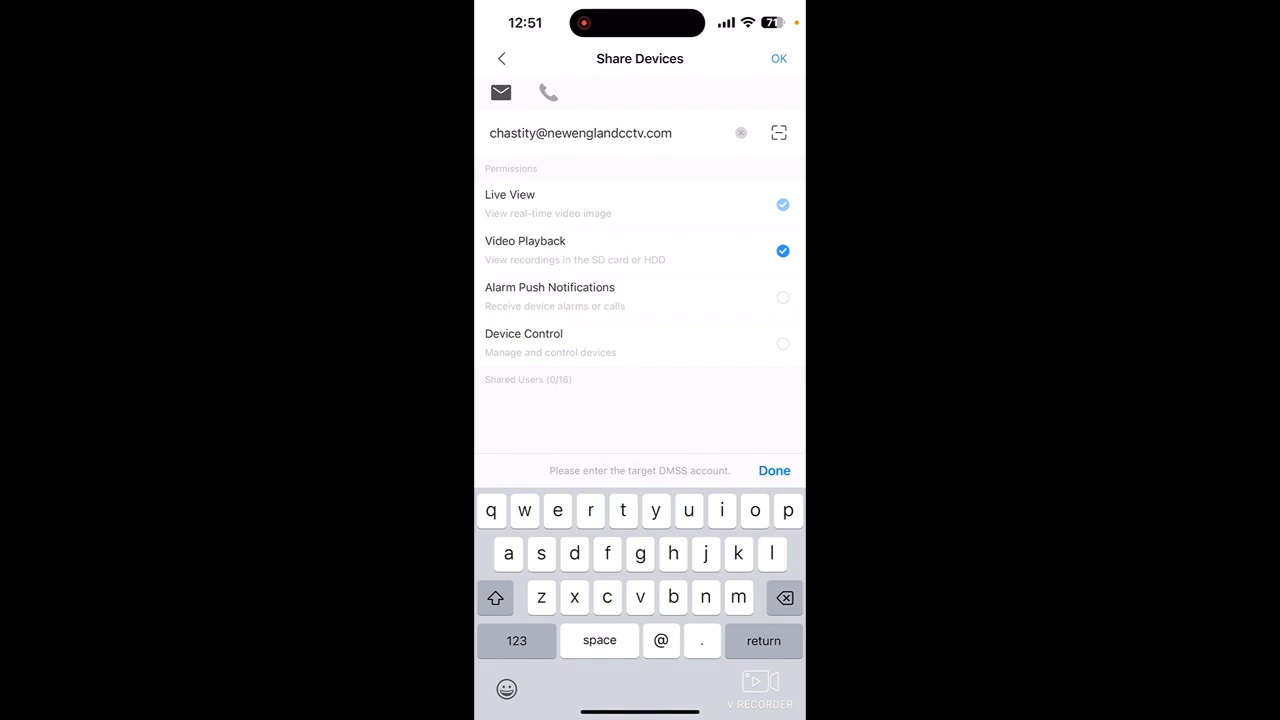 12:51
71
Share Devices
OK
chastity@newenglandcctv.com
Permissions
Live View
View real-time video image
Video Playback
View recordings in the SD card or HDD
Alarm Push Notifications
Receive device alarms or calls
Device Control
Manage and control devices
Shared Users (0/16)
Please enter the target DMSS account.
Done
q w e r t y u i o p
a s d f g h j k l
z x c v b n m
123 space @ . return
V RECORDER